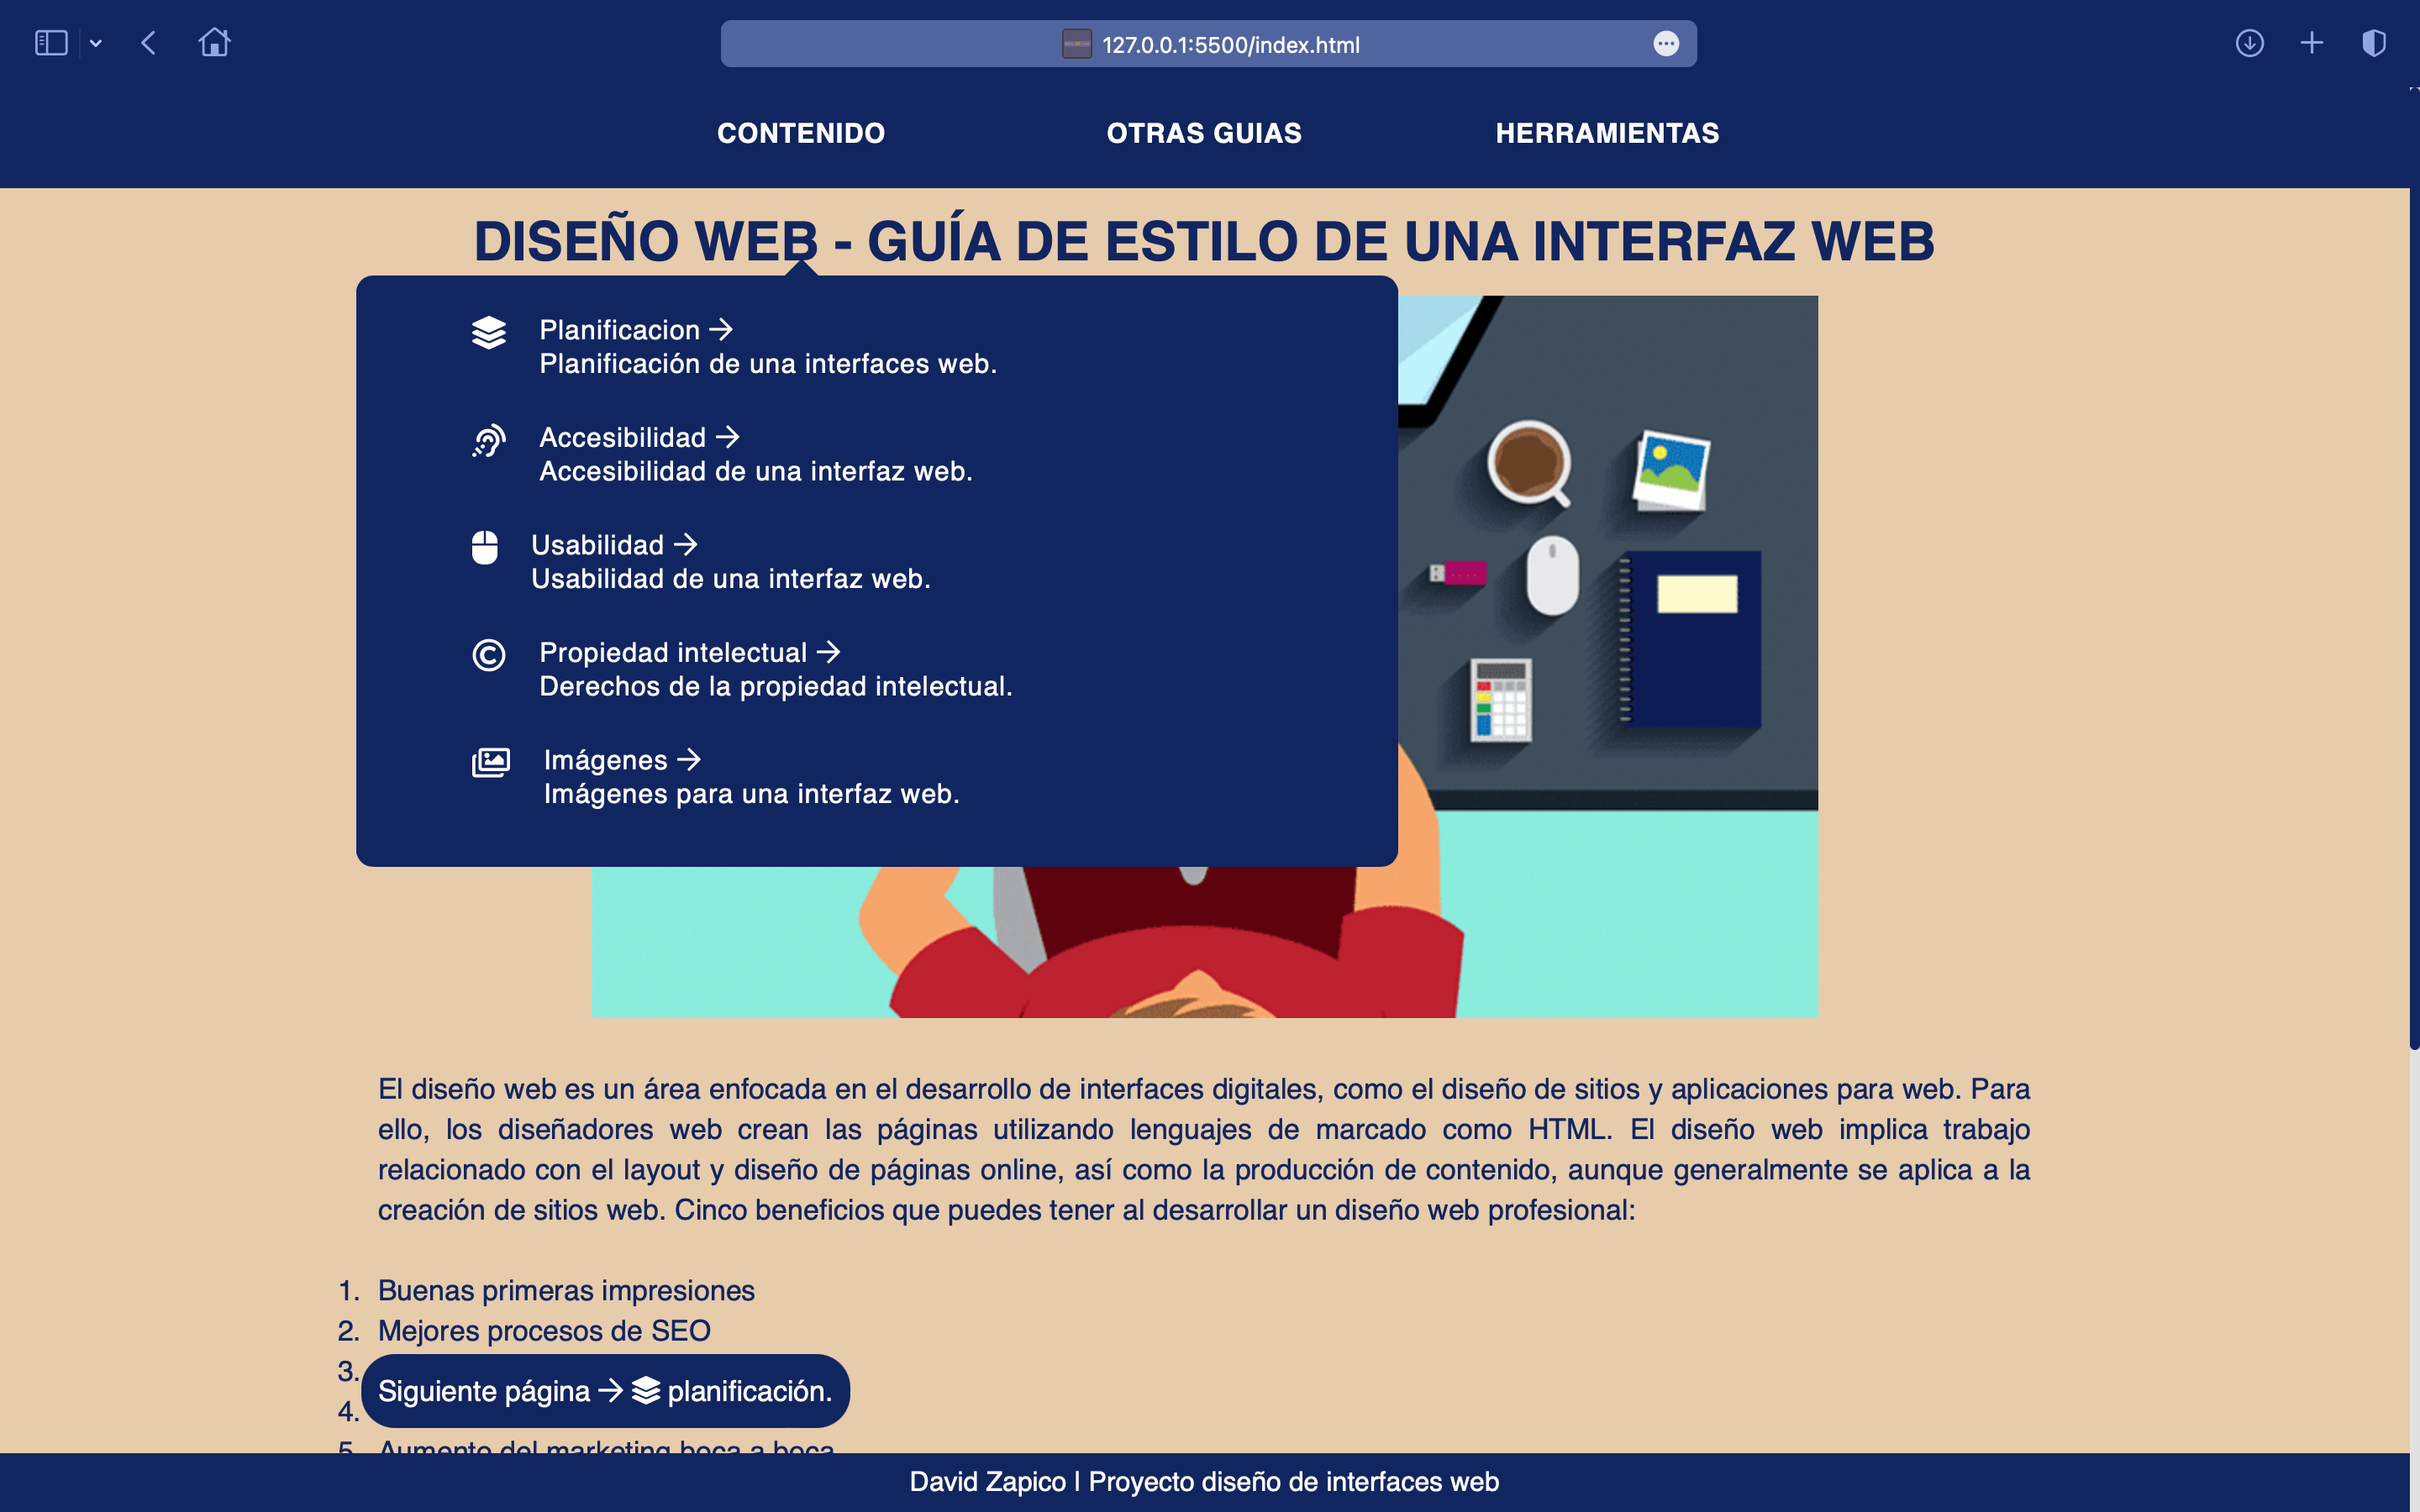 127.0.0.1:5500/index.html
CONTENIDO
OTRAS GUIAS
HERRAMIENTAS
DISEÑO WEB - GUÍA DE ESTILO DE UNA INTERFAZ WEB
Planificacion →
Planificación de una interfaces web.
Accesibilidad →
Accesibilidad de una interfaz web.
Usabilidad →
Usabilidad de una interfaz web.
Propiedad intelectual →
Derechos de la propiedad intelectual.
Imágenes →
Imágenes para una interfaz web.
El diseño web es un área enfocada en el desarrollo de interfaces digitales, como el diseño de sitios y aplicaciones para web. Para
ello, los diseñadores web crean las páginas utilizando lenguajes de marcado como HTML. El diseño web implica trabajo
relacionado con el layout y diseño de páginas online, así como la producción de contenido, aunque generalmente se aplica a la
creación de sitios web. Cinco beneficios que puedes tener al desarrollar un diseño web profesional:
1. Buenas primeras impresiones
2. Mejores procesos de SEO
3.
Siguiente página → planificación.
4.
5. Aumento del marketing boca a boca
David Zapico | Proyecto diseño de interfaces web